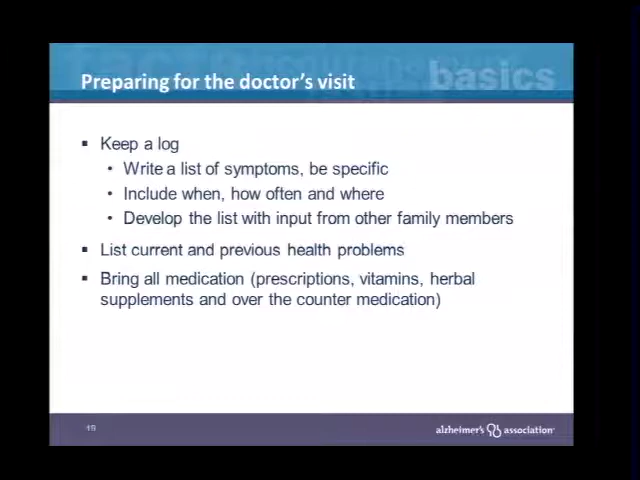 Preparing for the doctor's visit
basics
Keep a log
Write a list of symptoms, be specific
Include when, how often and where
Develop the list with input from other family members
List current and previous health problems
Bring all medication (prescriptions, vitamins, herbal
supplements and over the counter medication)
19
alzheimer's association